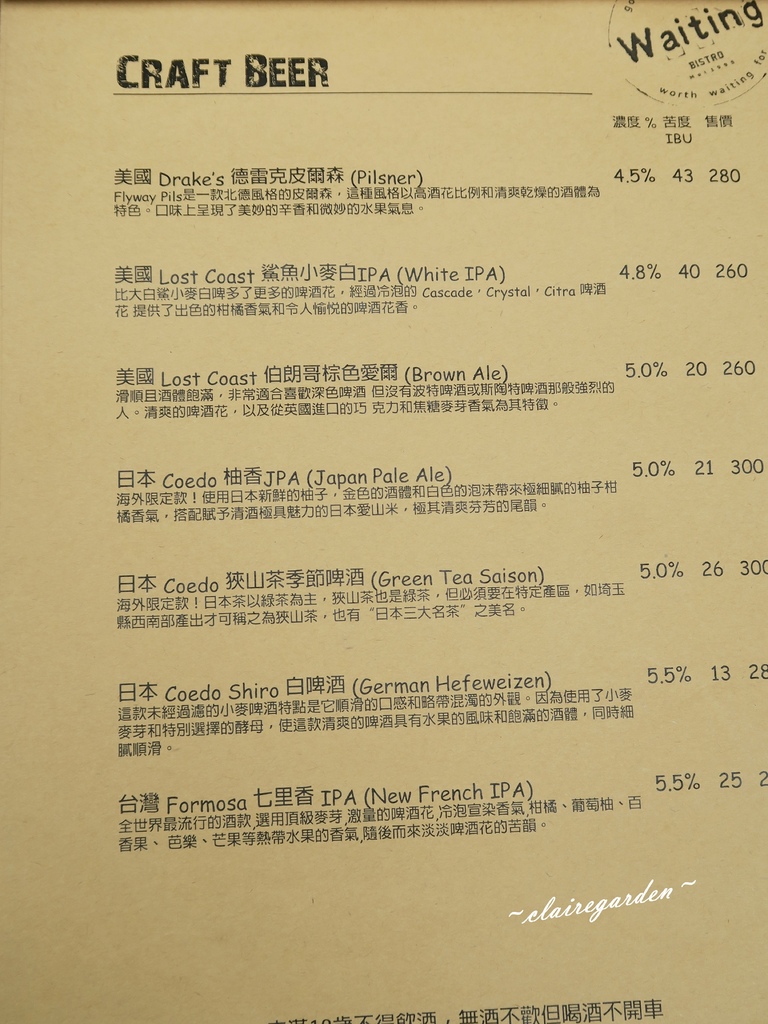 Waiting
BISTRO
worth waiting for
CRAFT BEER
濃度 % 苦度 售價
IBU
美國 Drake's 德雷克皮爾森 (Pilsner) 4.5% 43 280
Flyway Pils是一款北德風格的皮爾森，這種風格以高酒花比例和清爽乾燥的酒體為
特色。口味上呈現了美妙的辛香和微妙的水果氣息。
美國 Lost Coast 鯊魚小麥白IPA (White IPA) 4.8% 40 260
比大白鯊小麥白啤多了更多的啤酒花，經過冷泡的 Cascade，Crystal，Citra 啤酒
花 提供了出色的柑橘香氣和令人愉悅的啤酒花香。
美國 Lost Coast 伯朗哥棕色愛爾 (Brown Ale) 5.0% 20 260
滑順且酒體飽滿，非常適合喜歡深色啤酒 但沒有波特啤酒或斯陶特啤酒那般強烈的
人。清爽的啤酒花，以及從英國進口的巧 克力和焦糖麥芽香氣為其特徵。
日本 Coedo 柚香JPA (Japan Pale Ale) 5.0% 21 300
海外限定款！使用日本新鮮的柚子，金色的酒體和白色的泡沫帶來極細膩的柚子柑
橘香氣，搭配賦予清酒極具魅力的日本愛山米，極其清爽芬芳的尾韻。
日本 Coedo 狹山茶季節啤酒 (Green Tea Saison) 5.0% 26 300
海外限定款！日本茶以綠茶為主，狹山茶也是綠茶，但必須要在特定產區，如埼玉
縣西南部產出才可稱之為狹山茶，也有“日本三大名茶”之美名。
日本 Coedo Shiro 白啤酒 (German Hefeweizen) 5.5% 13 28
這款未經過濾的小麥啤酒特點是它順滑的口感和略帶混濁的外觀。因為使用了小麥
麥芽和特別選擇的酵母，使這款清爽的啤酒具有水果的風味和飽滿的酒體，同時細
膩順滑。
台灣 Formosa 七里香 IPA (New French IPA) 5.5% 25 2
全世界最流行的酒款,選用頂級麥芽,激量的啤酒花,冷泡宣染香氣,柑橘、葡萄柚、百
香果、 芭樂、芒果等熱帶水果的香氣,隨後而來淡淡啤酒花的苦韻。
~clairegarden~
18歲不得飲酒，無酒不歡但喝酒不開車